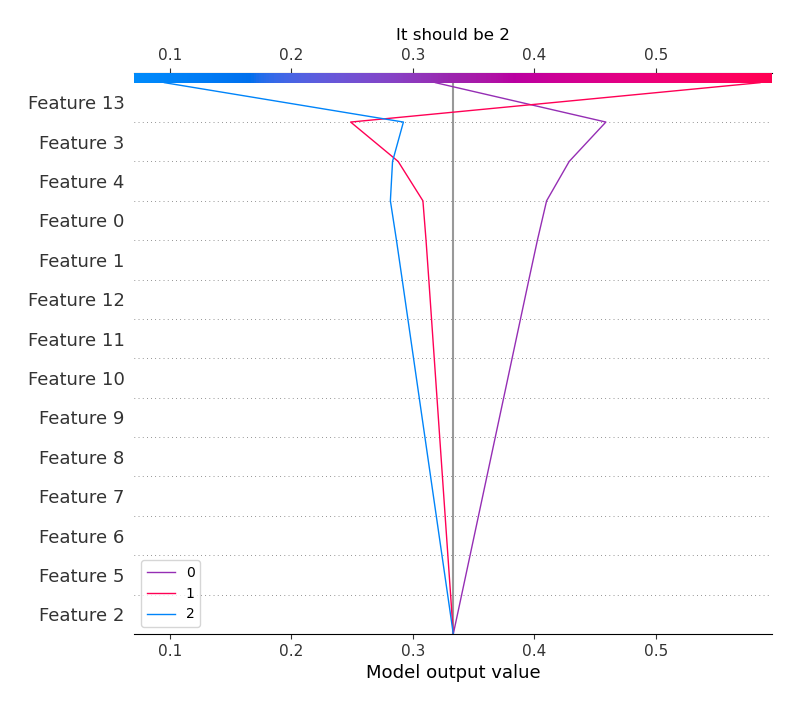 It should be 2
0.1 0.2 0.3 0.4 0.5
Feature 13
Feature 3
Feature 4
Feature 0
Feature 1
Feature 12
Feature 11
Feature 10
Feature 9
Feature 8
Feature 7
Feature 6
Feature 5
Feature 2
0
1
2
0.1 0.2 0.3 0.4 0.5
Model output value